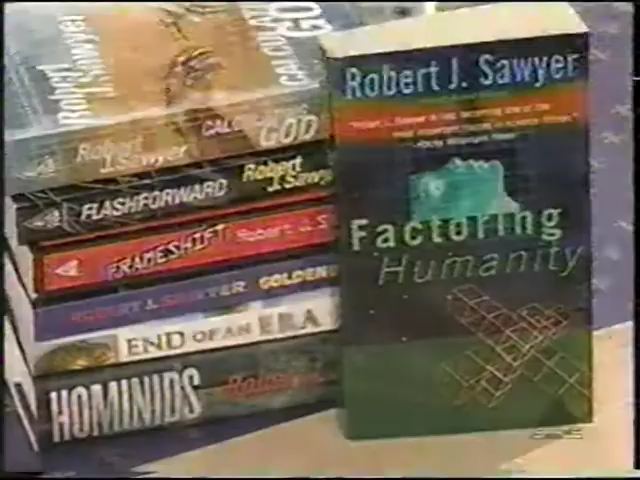 Robert
J. Sawyer
CALCULATING
GOD
Robert
J. Sawyer
CALCULATING
GOD
FLASHFORWARD
Robert
J. Sawyer
FRAMESHIFT
Robert J. S
ROBERT J. SAWYER GOLDEN
END OF AN ERA
HOMINIDS
Robert J. Sawyer
Factoring
Humanity